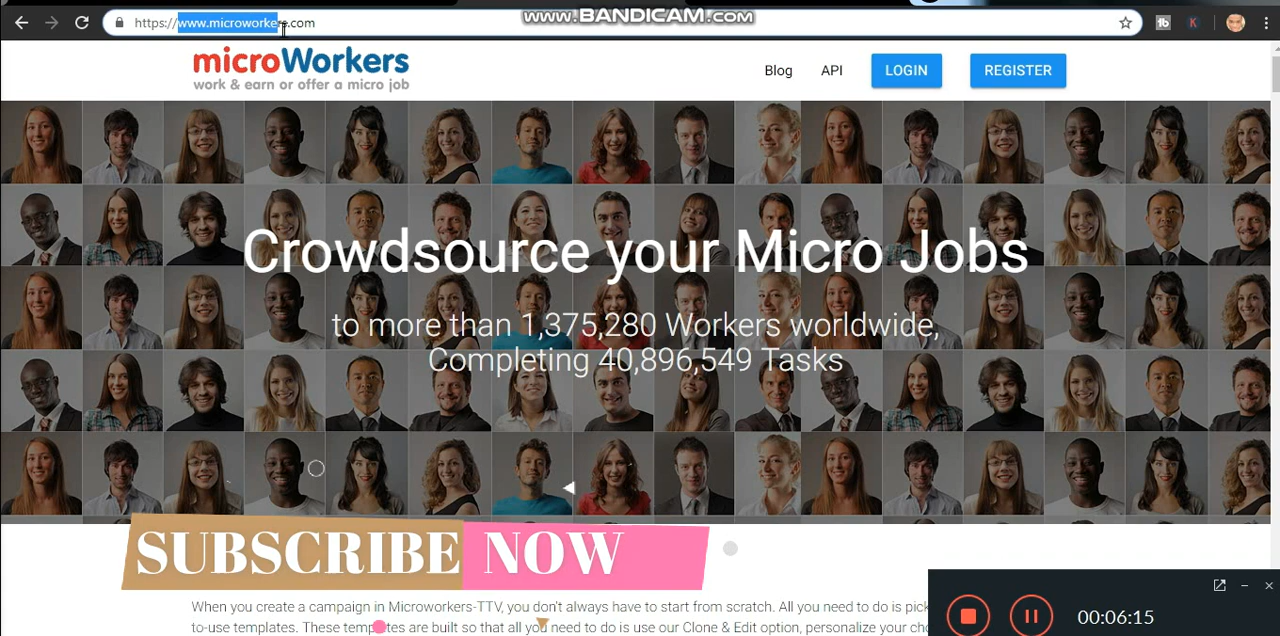 www.BANDICAM.com
https://www.microworkers.com
microWorkers
work & earn or offer a micro job
Blog
API
LOGIN
REGISTER
Crowdsource your Micro Jobs
to more than 1,375,280 Workers worldwide,
Completing 40,896,549 Tasks
SUBSCRIBE NOW
When you create a campaign in Microworkers-TTV, you don't always have to start from scratch. All you need to do is pick
to-use templates. These templates are built so that all you need to do is use our Clone & Edit option, personalize your
00:06:15